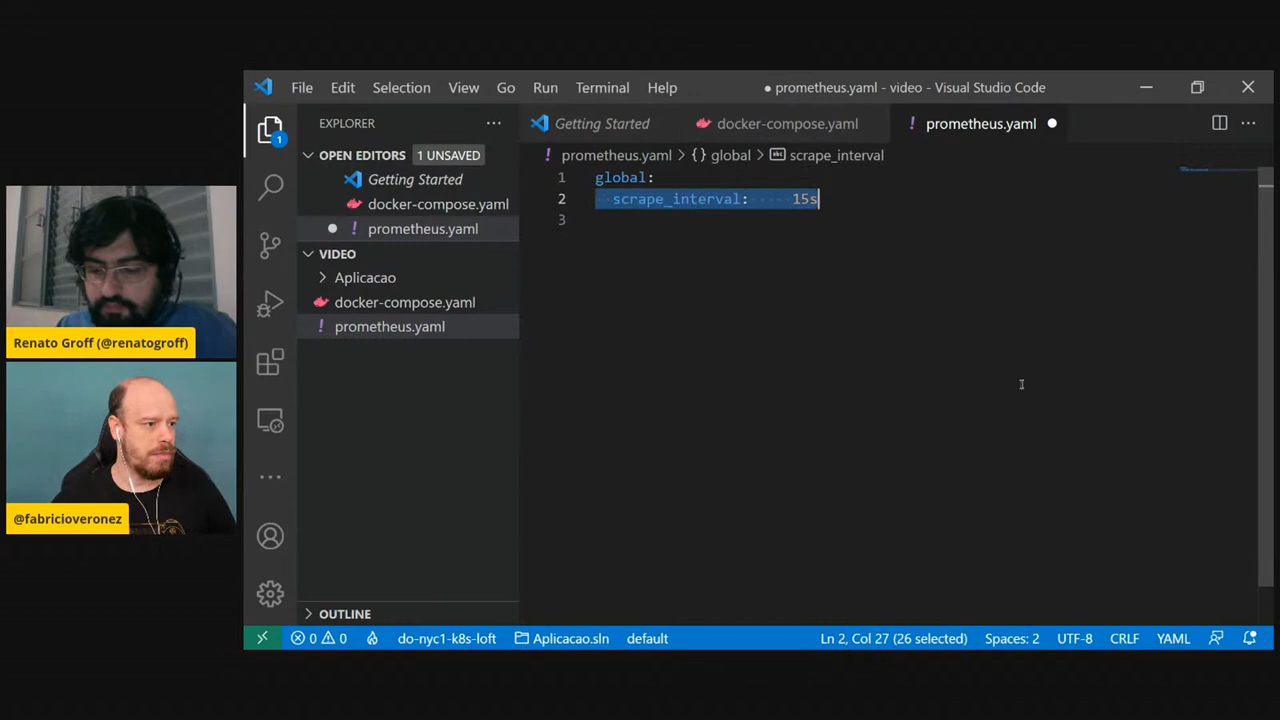 File Edit Selection View Go Run Terminal Help
● prometheus.yaml - video - Visual Studio Code
EXPLORER
Getting Started
docker-compose.yaml
! prometheus.yaml ●
OPEN EDITORS 1 UNSAVED
Getting Started
docker-compose.yaml
● ! prometheus.yaml
VIDEO
Aplicacao
docker-compose.yaml
! prometheus.yaml
OUTLINE
! prometheus.yaml > {} global > abc scrape_interval
1 global:
2 scrape_interval: 15s
3
1
Renato Groff (@renatogroff)
@fabricioveronez
0 0 do-nyc1-k8s-loft Aplicacao.sln default Ln 2, Col 27 (26 selected) Spaces: 2 UTF-8 CRLF YAML